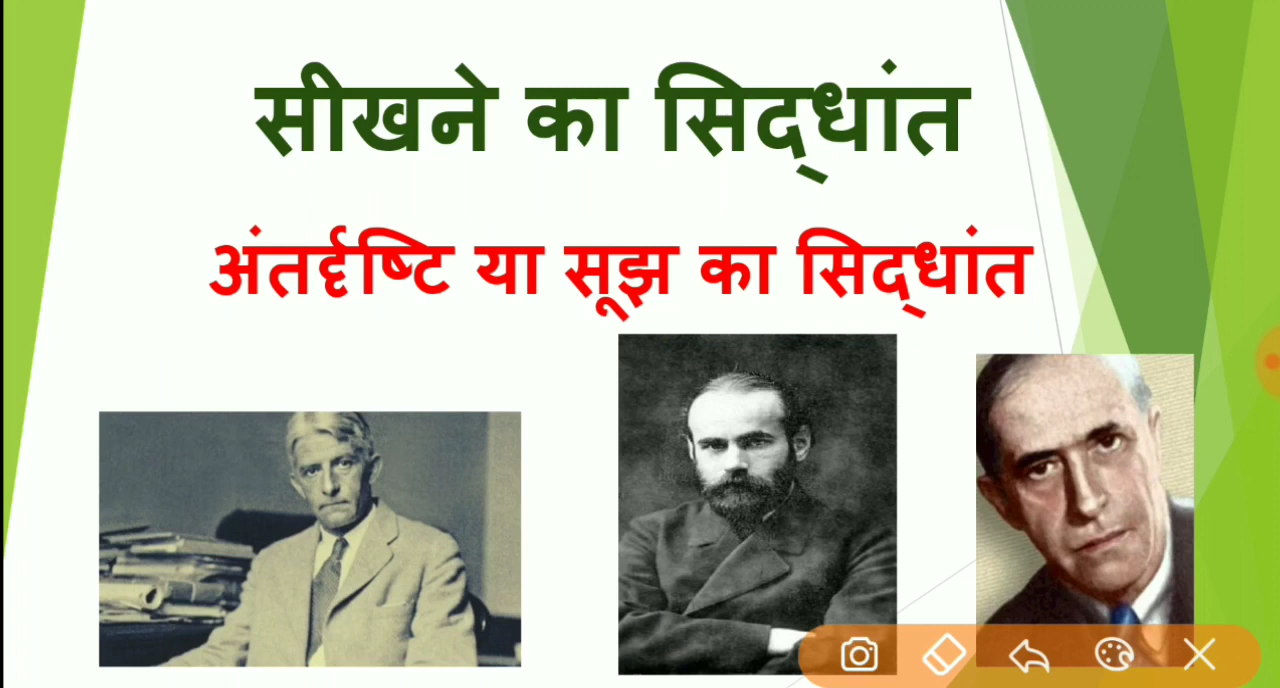 सीखने का सिद्‌धांत
अंतर्दृष्टि या सूझ का सिद्‌धांत